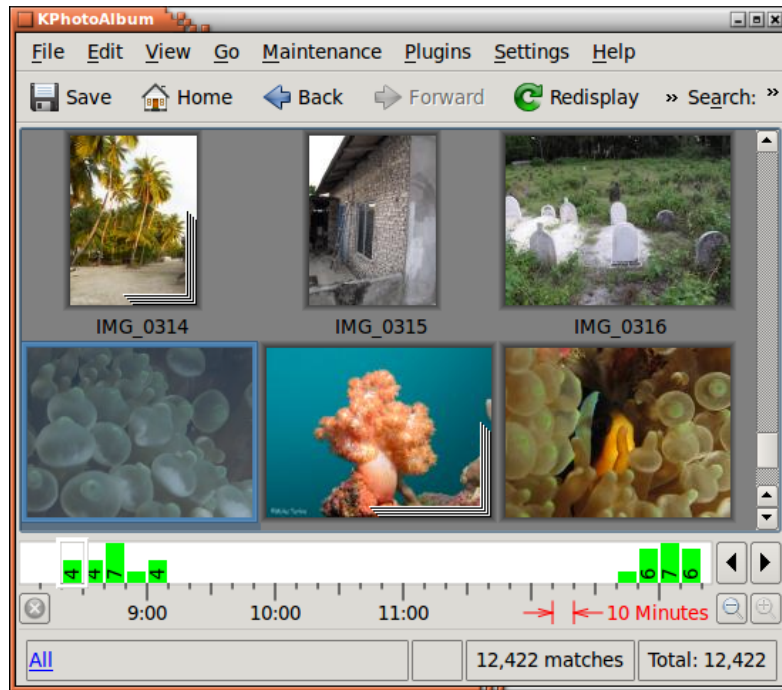 KPhotoAlbum
File Edit View Go Maintenance Plugins Settings Help
Save Home Back Forward Redisplay » Search: »
IMG_0314 IMG_0315 IMG_0316
4 4 7 4 6 7 6
9:00 10:00 11:00 10 Minutes
All 12,422 matches Total: 12,422